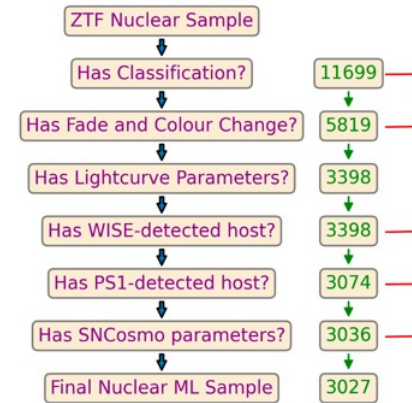 ZTF Nuclear Sample
Has Classification? 11699
Has Fade and Colour Change? 5819
Has Lightcurve Parameters? 3398
Has WISE-detected host? 3398
Has PS1-detected host? 3074
Has SNCosmo parameters? 3036
Final Nuclear ML Sample 3027